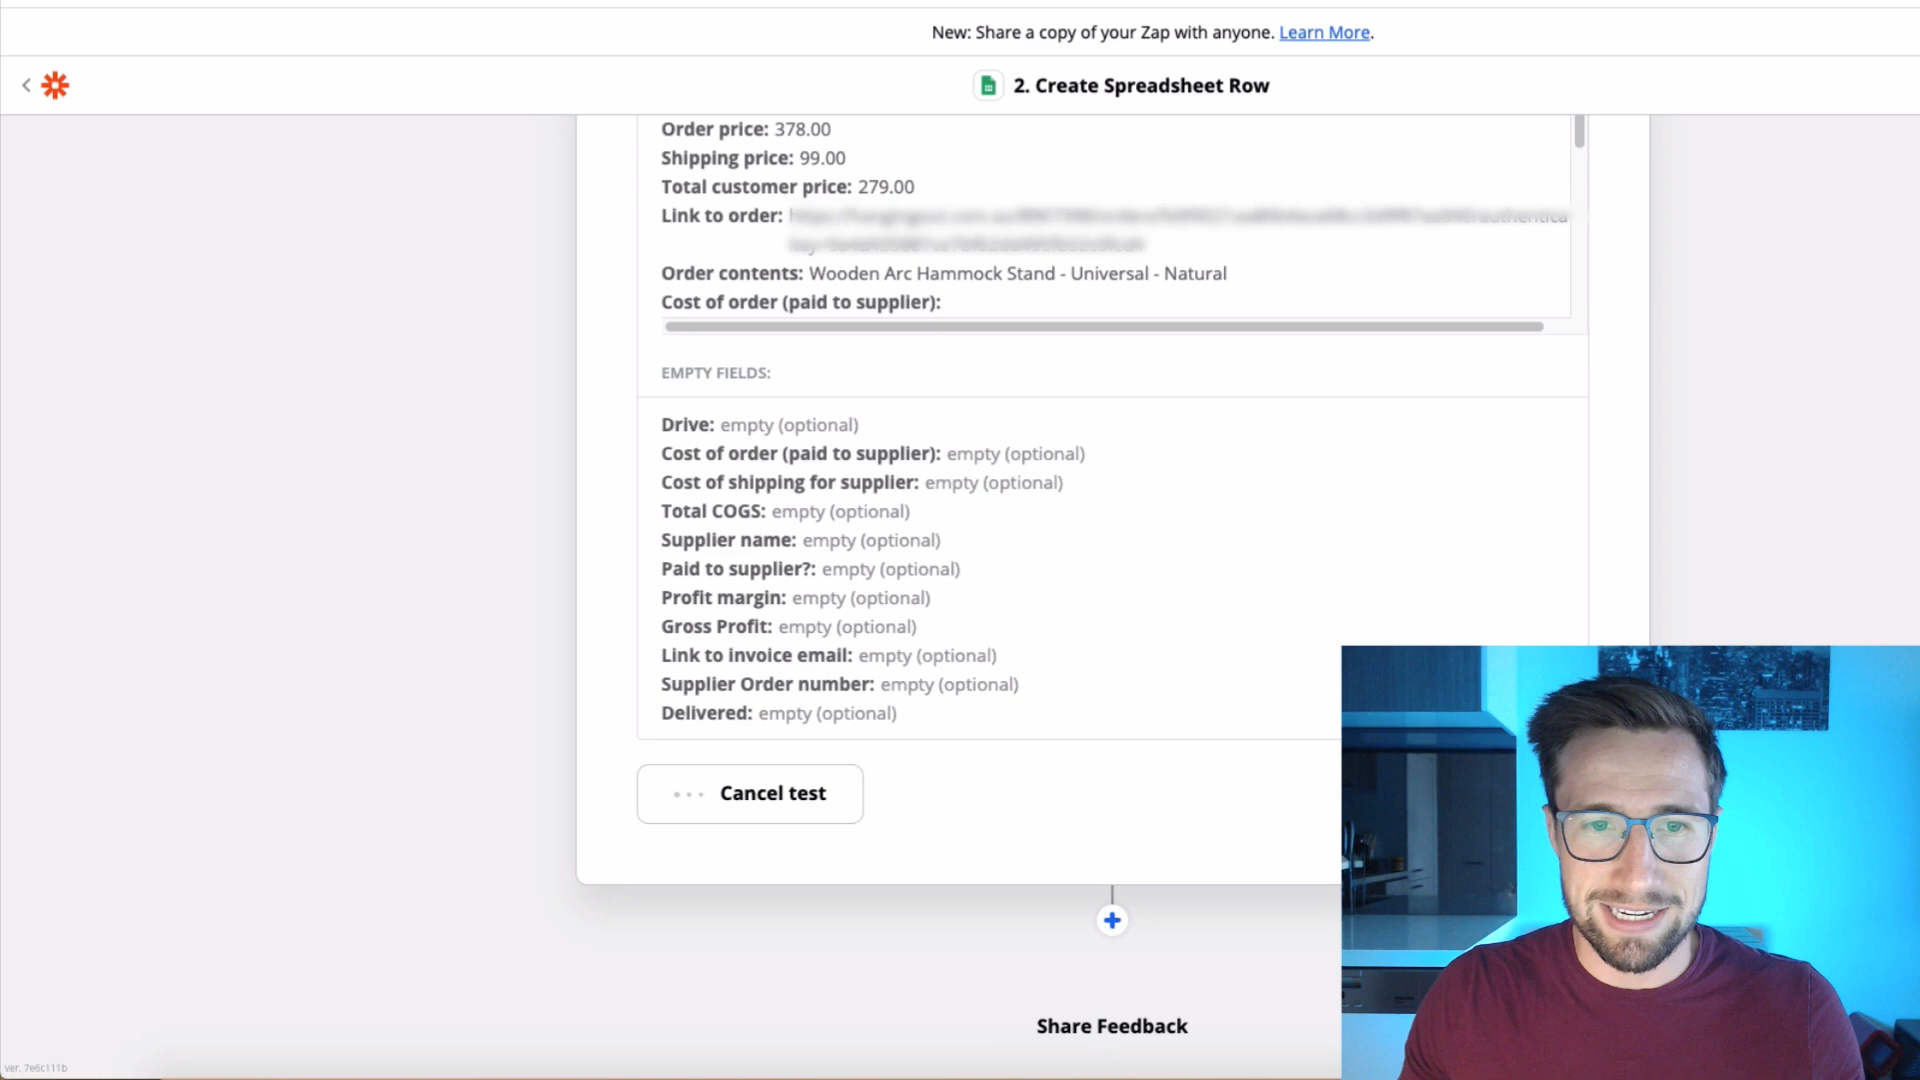 New: Share a copy of your Zap with anyone. Learn More.
2. Create Spreadsheet Row
Order price: 378.00
Shipping price: 99.00
Total customer price: 279.00
Link to order:
Order contents: Wooden Arc Hammock Stand - Universal - Natural
Cost of order (paid to supplier):
EMPTY FIELDS:
Drive: empty (optional)
Cost of order (paid to supplier): empty (optional)
Cost of shipping for supplier: empty (optional)
Total COGS: empty (optional)
Supplier name: empty (optional)
Paid to supplier?: empty (optional)
Profit margin: empty (optional)
Gross Profit: empty (optional)
Link to invoice email: empty (optional)
Supplier Order number: empty (optional)
Delivered: empty (optional)
Cancel test
Share Feedback
ver. 7e6c111b